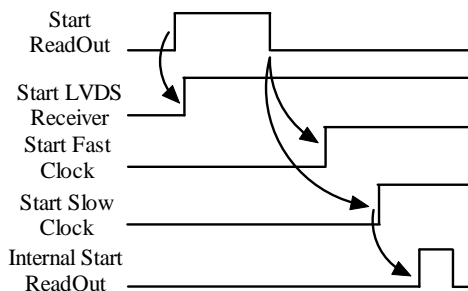 Start
ReadOut
Start LVDS
Receiver
Start Fast
Clock
Start Slow
Clock
Internal Start
ReadOut